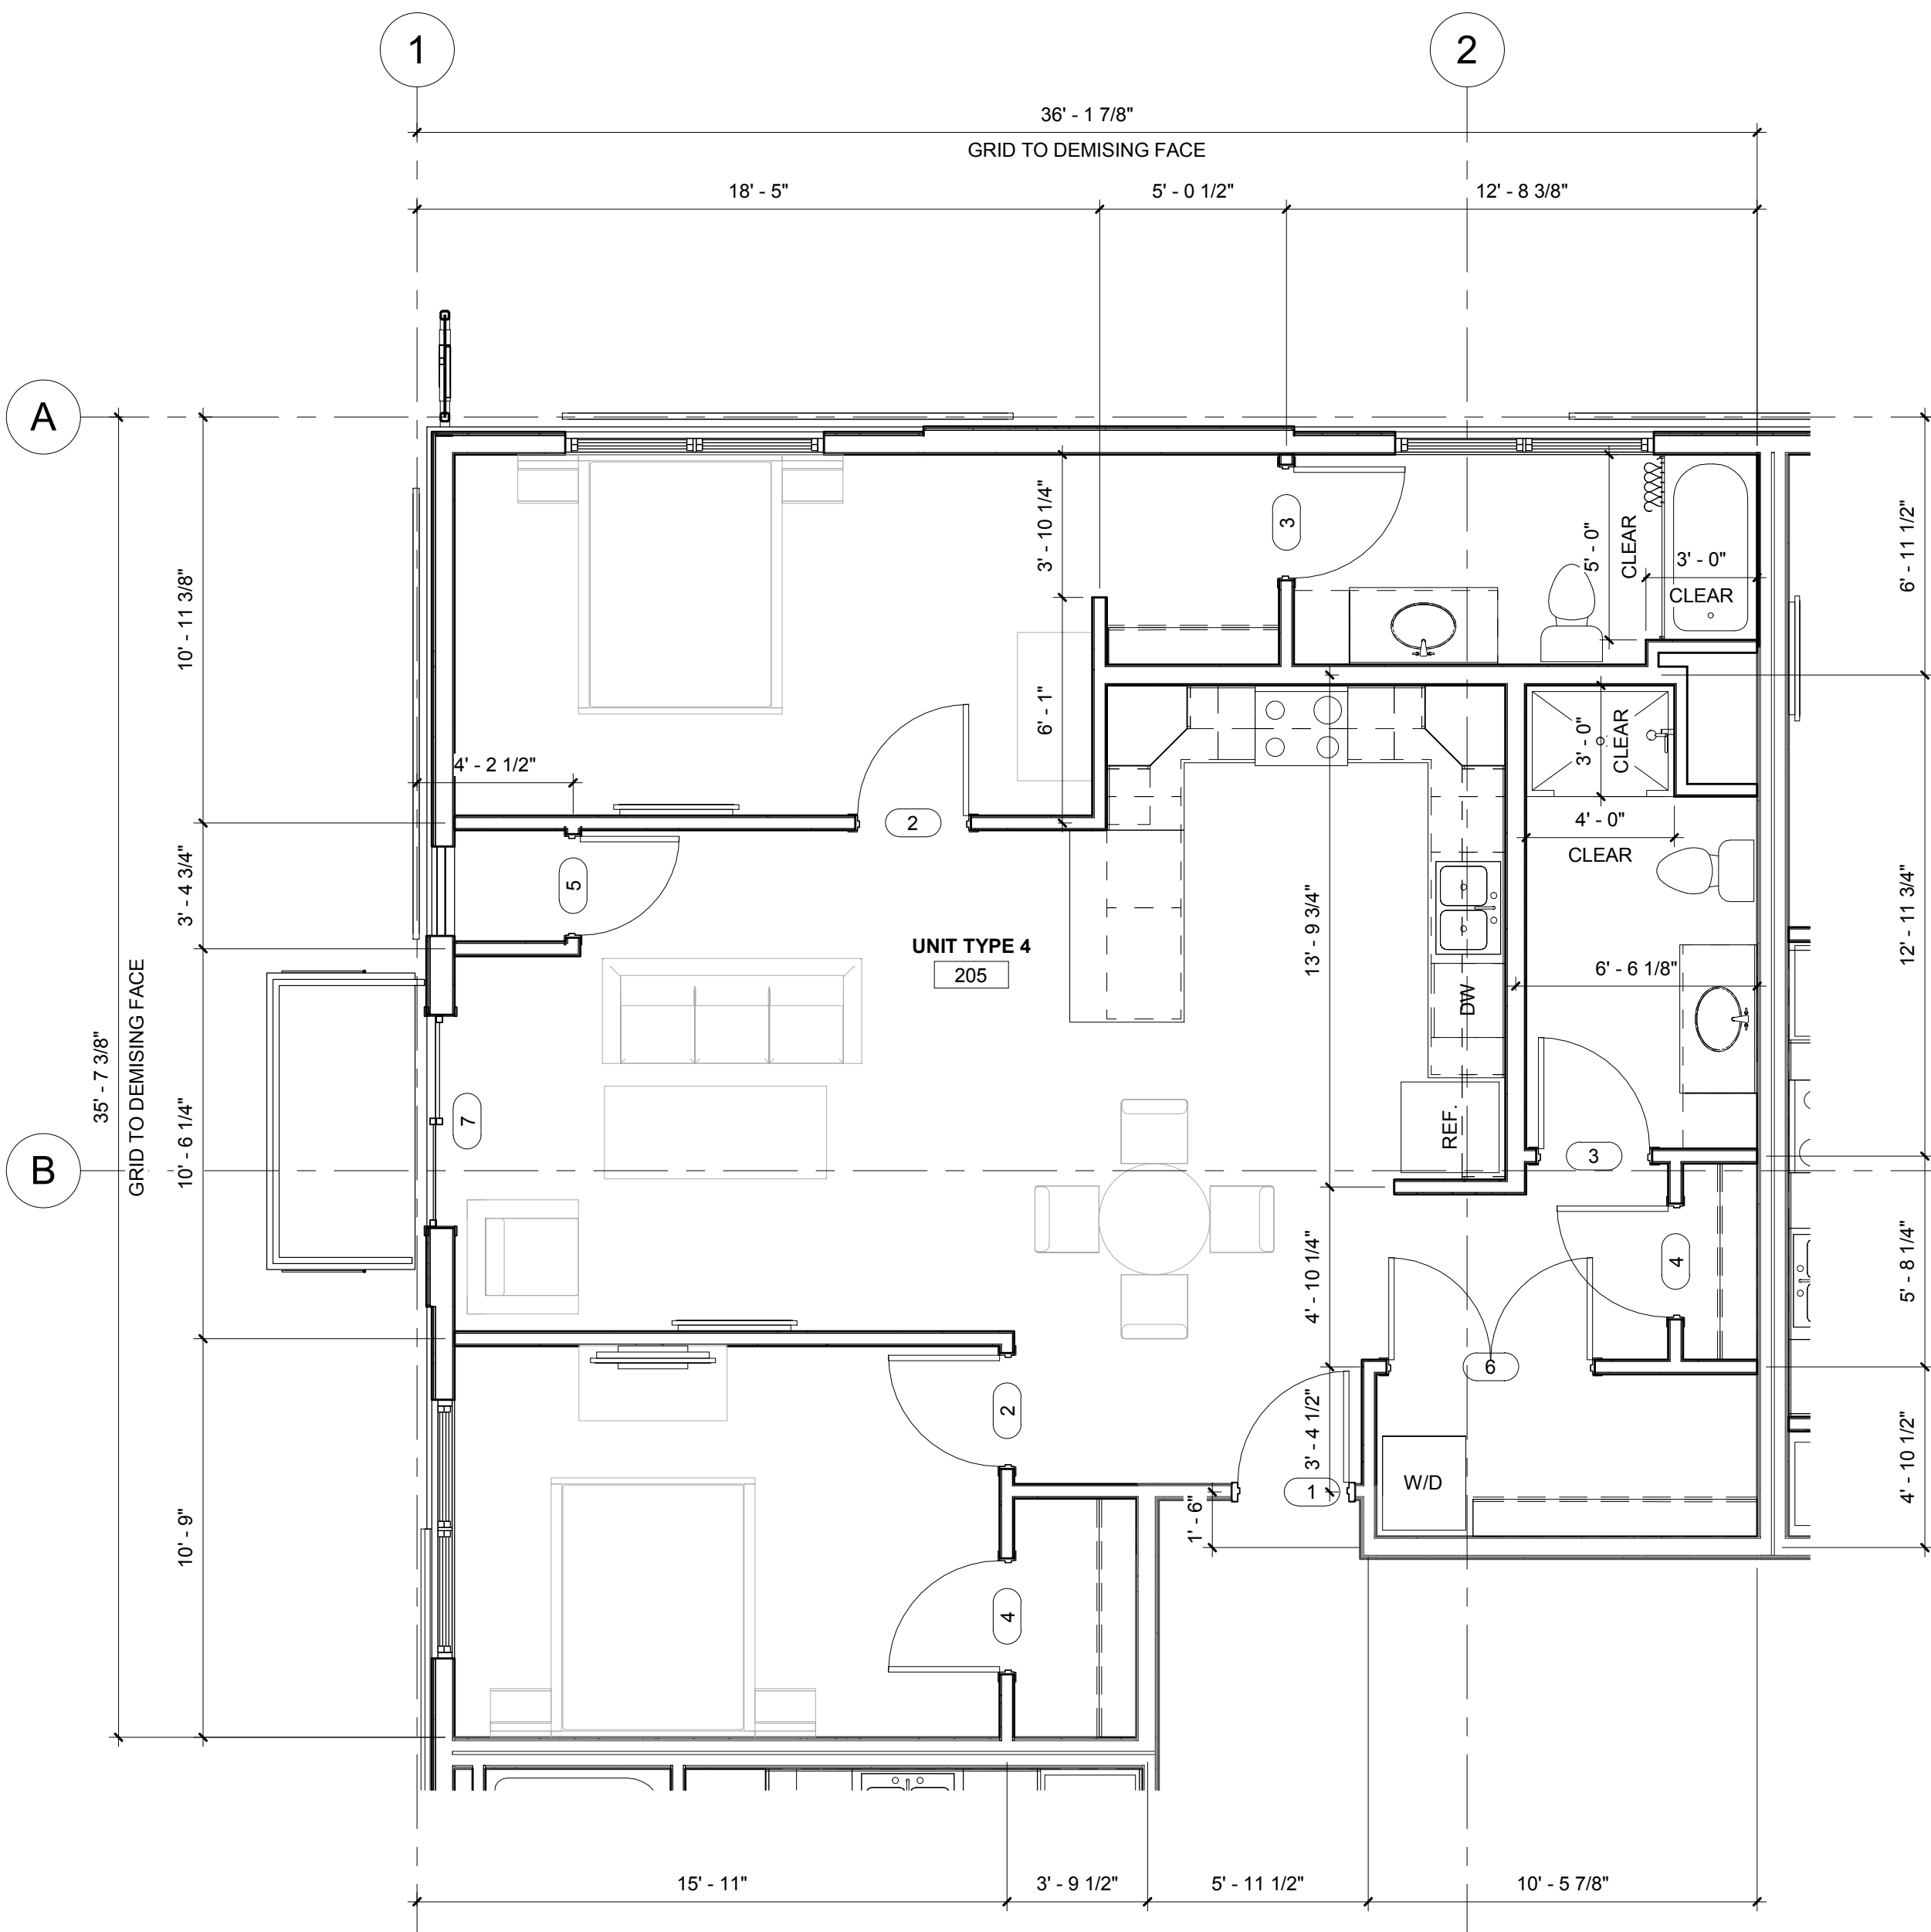 1
2
36' - 1 7/8"
GRID TO DEMISING FACE
18' - 5"
5' - 0 1/2"
12' - 8 3/8"
A
B
35' - 7 3/8"
GRID TO DEMISING FACE
10' - 11 3/8"
3' - 4 3/4"
10' - 6 1/4"
10' - 9"
3' - 10 1/4"
6' - 1"
4' - 2 1/2"
3
5' - 0"
CLEAR
3' - 0"
CLEAR
6' - 11 1/2"
3' - 0"
CLEAR
4' - 0"
CLEAR
2
5
UNIT TYPE 4
205
13' - 9 3/4"
DW
6' - 6 1/8"
12' - 11 3/4"
7
REF.
3
4
4' - 10 1/4"
5' - 8 1/4"
6
2
3' - 4 1/2"
1
1' - 6"
W/D
4' - 10 1/2"
4
15' - 11"
3' - 9 1/2"
5' - 11 1/2"
10' - 5 7/8"